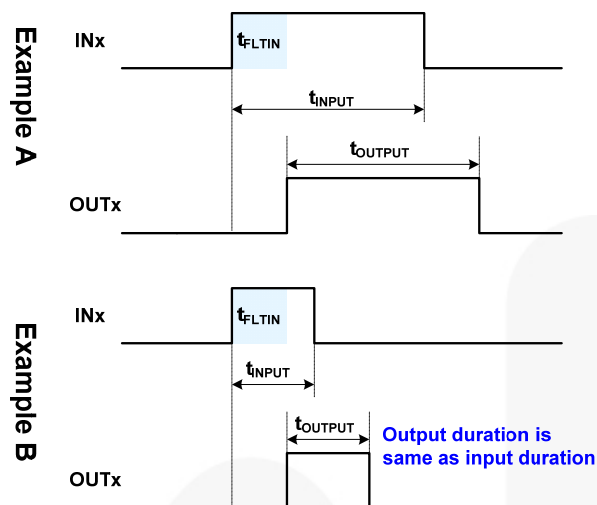 Example A
INx
tFLTIN
tINPUT
tOUTPUT
OUTx
Example B
INx
tFLTIN
tINPUT
tOUTPUT
Output duration is
same as input duration
OUTx